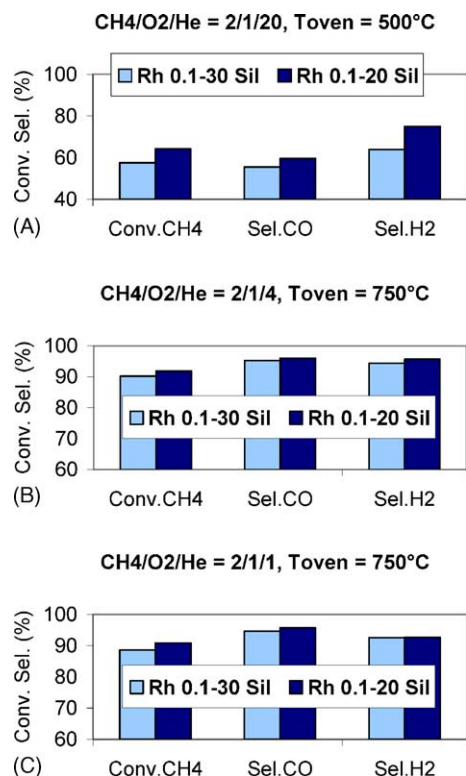 CH4/O2/He = 2/1/20, Toven = 500°C
Conv. Sel. (%)
100
80
60
40
Rh 0.1-30 Sil Rh 0.1-20 Sil
(A) Conv.CH4 Sel.CO Sel.H2
CH4/O2/He = 2/1/4, Toven = 750°C
Conv. Sel. (%)
100
90
80
70
60
Rh 0.1-30 Sil Rh 0.1-20 Sil
(B) Conv.CH4 Sel.CO Sel.H2
CH4/O2/He = 2/1/1, Toven = 750°C
Conv. Sel. (%)
100
90
80
70
60
Rh 0.1-30 Sil Rh 0.1-20 Sil
(C) Conv.CH4 Sel.CO Sel.H2